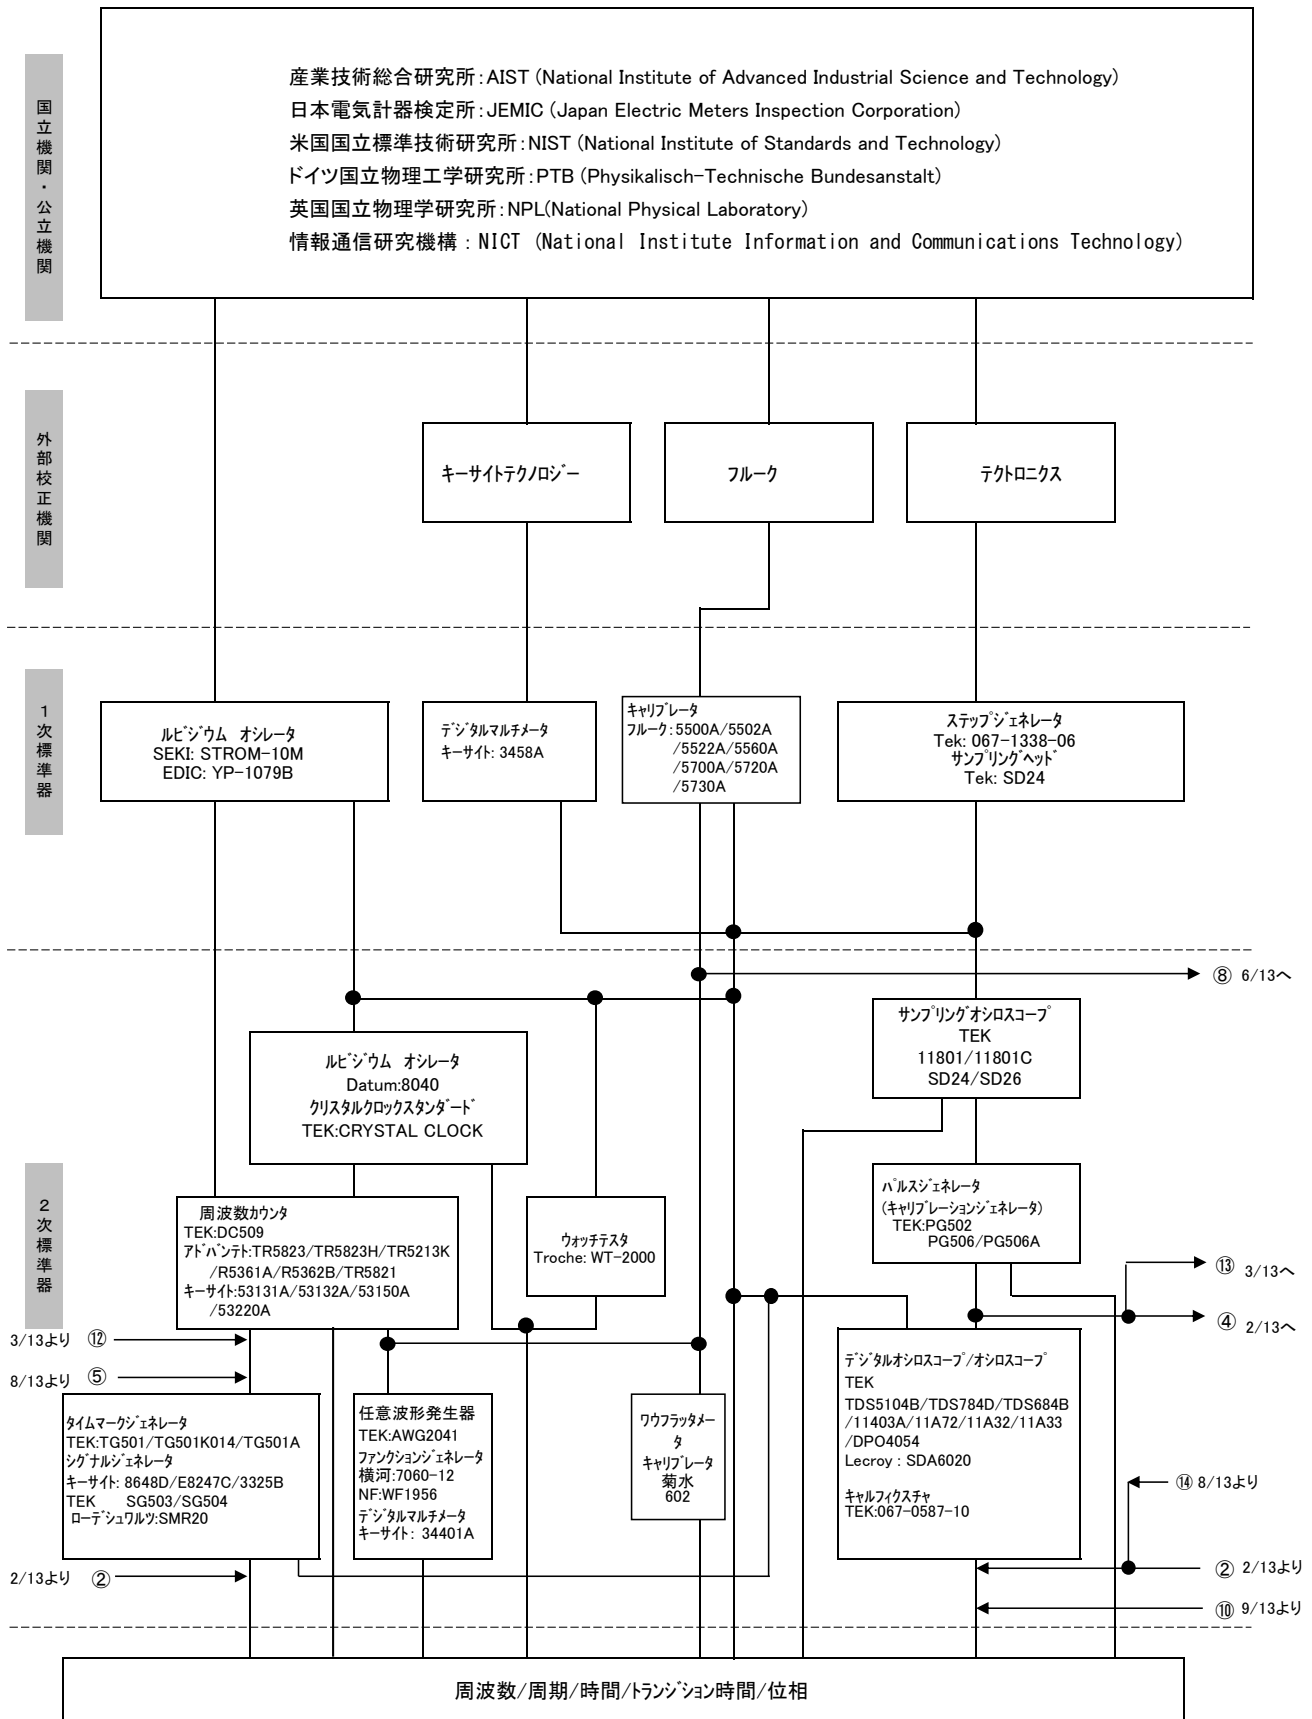 国立機関・公立機関
産業技術総合研究所:AIST (National Institute of Advanced Industrial Science and Technology)
日本電気計器検定所:JEMIC (Japan Electric Meters Inspection Corporation)
米国国立標準技術研究所:NIST (National Institute of Standards and Technology)
ドイツ国立物理工学研究所:PTB (Physikalisch-Technische Bundesanstalt)
英国国立物理学研究所:NPL(National Physical Laboratory)
情報通信研究機構 : NICT (National Institute Information and Communications Technology)
外部校正機関
キーサイトテクノロジー
フルーク
テクトロニクス
1次標準器
ルビジウム オシレータ
SEKI: STROM-10M
EDIC: YP-1079B
デジタルマルチメータ
キーサイト: 3458A
キャリブレータ
フルーク: 5500A/5502A
/5522A/5560A
/5700A/5720A
/5730A
ステップジェネレータ
Tek: 067-1338-06
サンプリングヘッド
Tek: SD24
⑧ 6/13へ
2次標準器
ルビジウム オシレータ
Datum:8040
クリスタルクロックスタンダード
TEK:CRYSTAL CLOCK
サンプリングオシロスコープ
TEK
11801/11801C
SD24/SD26
周波数カウンタ
TEK:DC509
アドバンテト:TR5823/TR5823H/TR5213K
/R5361A/R5362B/TR5821
キーサイト:53131A/53132A/53150A
/53220A
ウォッチテスタ
Troche: WT-2000
パルスジェネレータ
(キャリブレーションジェネレータ)
TEK:PG502
PG506/PG506A
⑬ 3/13へ
④ 2/13へ
3/13より ⑫
8/13より ⑤
タイムマークジェネレータ
TEK:TG501/TG501K014/TG501A
シグナルジェネレータ
キーサイト: 8648D/E8247C/3325B
TEK SG503/SG504
ローデシュワルツ:SMR20
任意波形発生器
TEK:AWG2041
ファンクションジェネレータ
横河:7060-12
NF:WF1956
デジタルマルチメータ
キーサイト: 34401A
ワウフラッタメー
タ
キャリブレータ
菊水
602
デジタルオシロスコープ/オシロスコープ
TEK
TDS5104B/TDS784D/TDS684B
/11403A/11A72/11A32/11A33
/DPO4054
Lecroy : SDA6020
キャルフィクスチャ
TEK:067-0587-10
⑭ 8/13より
2/13より ②
② 2/13より
⑩ 9/13より
周波数/周期/時間/トランジション時間/位相